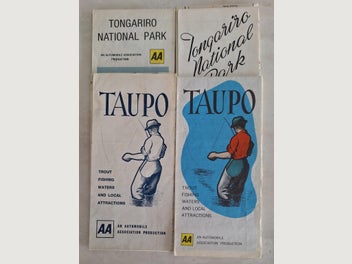 TONGARIRO
NATIONAL PARK
AN AUTOMOBILE ASSOCIATION
PRODUCTION
AA
Tongariro
National
Park
TAUPO
TROUT
FISHING
WATERS
AND LOCAL
ATTRACTIONS
AA
AN AUTOMOBILE
ASSOCIATION PRODUCTION
TAUPO
TROUT
FISHING
WATERS
AND LOCAL
ATTRACTIONS
AA
AN AUTOMOBILE
ASSOCIATION PRODUCTION